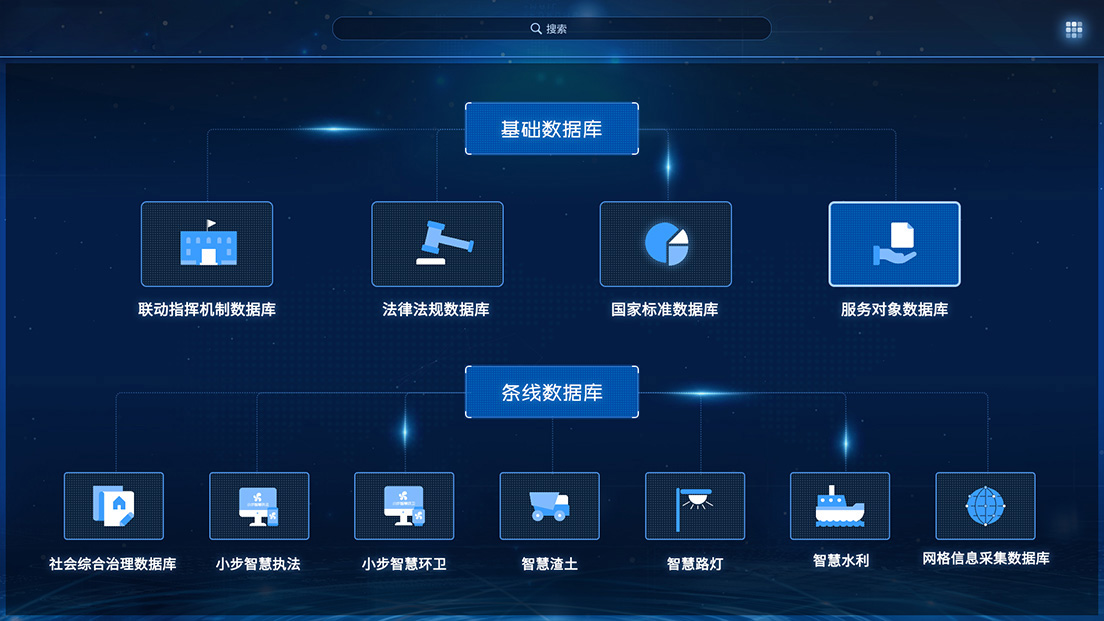 搜索
基础数据库
联动指挥机制数据库
法律法规数据库
国家标准数据库
服务对象数据库
条线数据库
社会综合治理数据库
小步智慧执法
小步智慧环卫
智慧渣土
智慧路灯
智慧水利
网格信息采集数据库